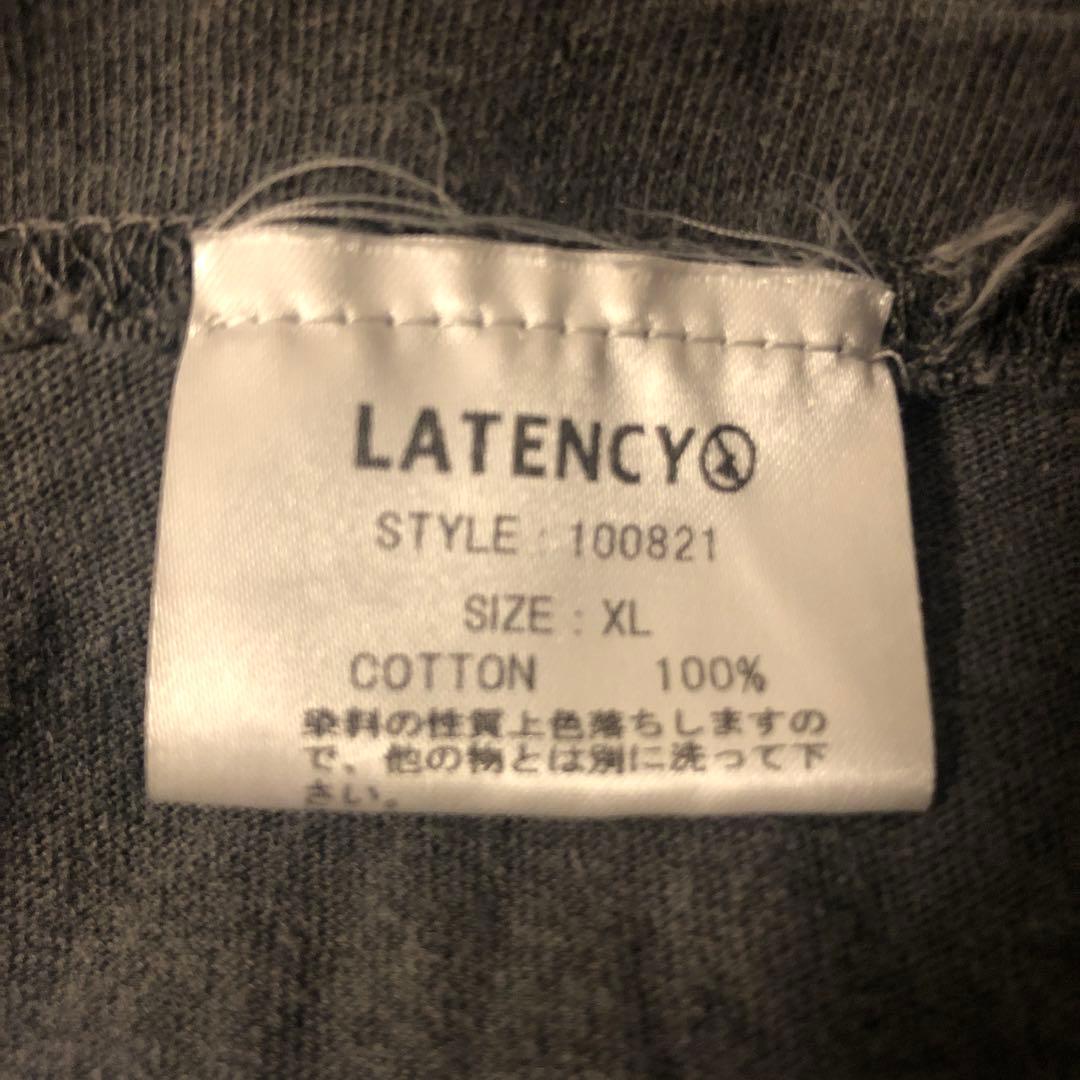 LATENCY
STYLE : 100821
SIZE : XL
COTTON 100%
染料の性質上色落ちしますの
で、他の物とは別に洗って下
さい。